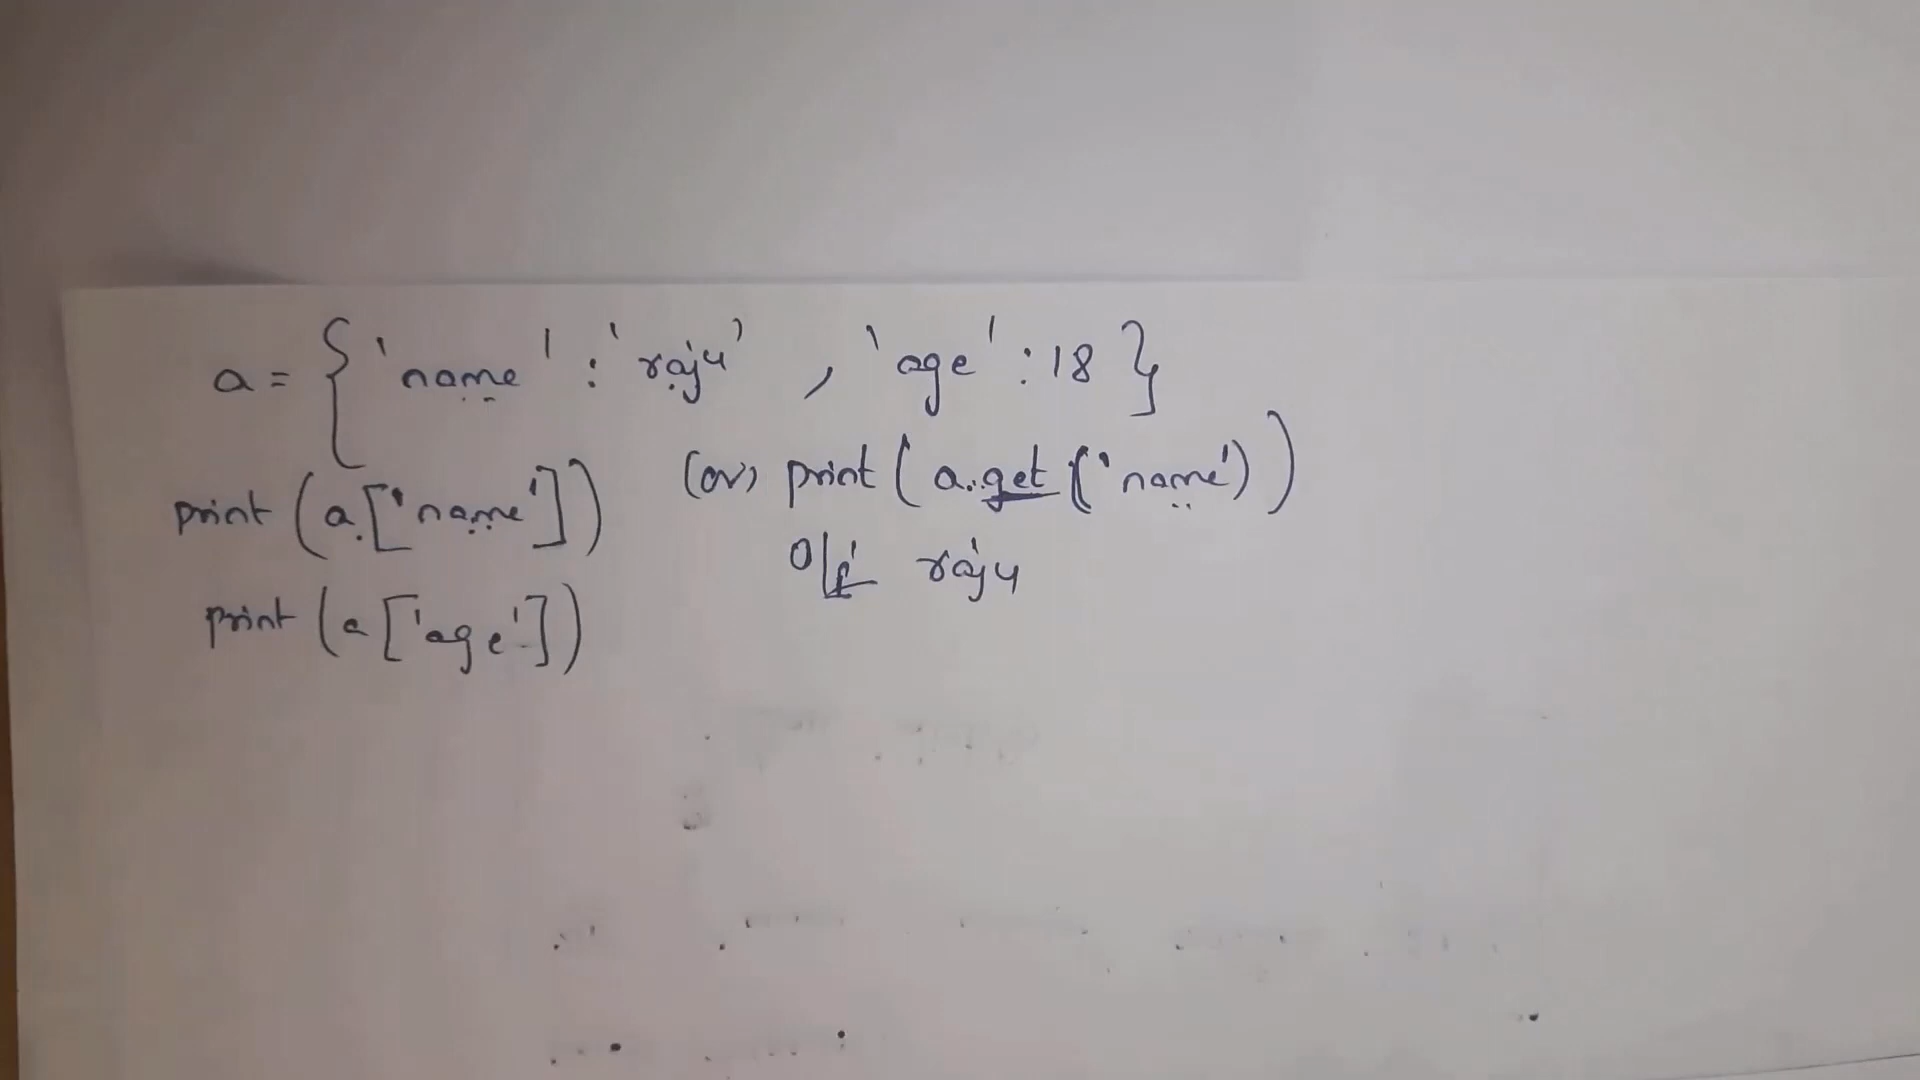 a = { 'name' : 'raju' , 'age' : 18 }
print (a['name']) (or) print (a.get('name'))
O/P raju
print (a['age'])